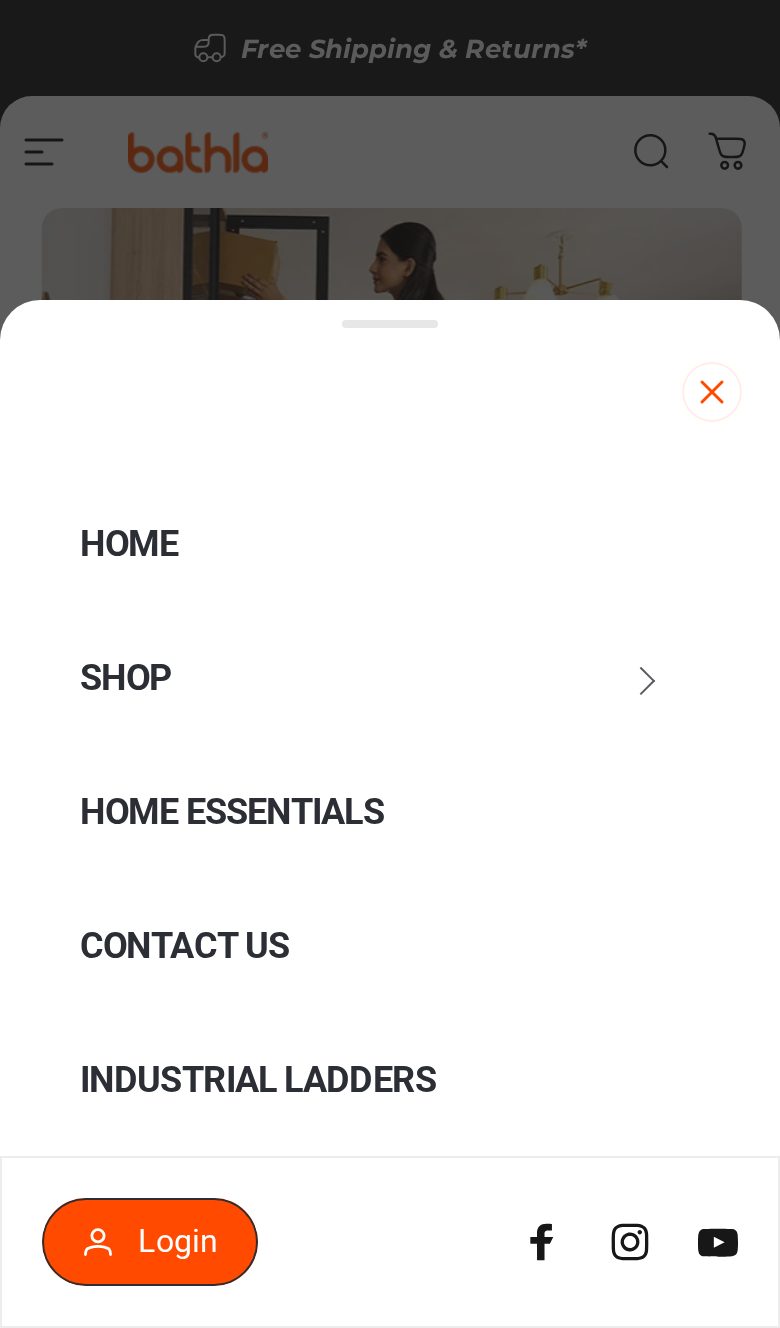 Free Shipping & Returns*
bathla
HOME
SHOP
HOME ESSENTIALS
CONTACT US
INDUSTRIAL LADDERS
Login